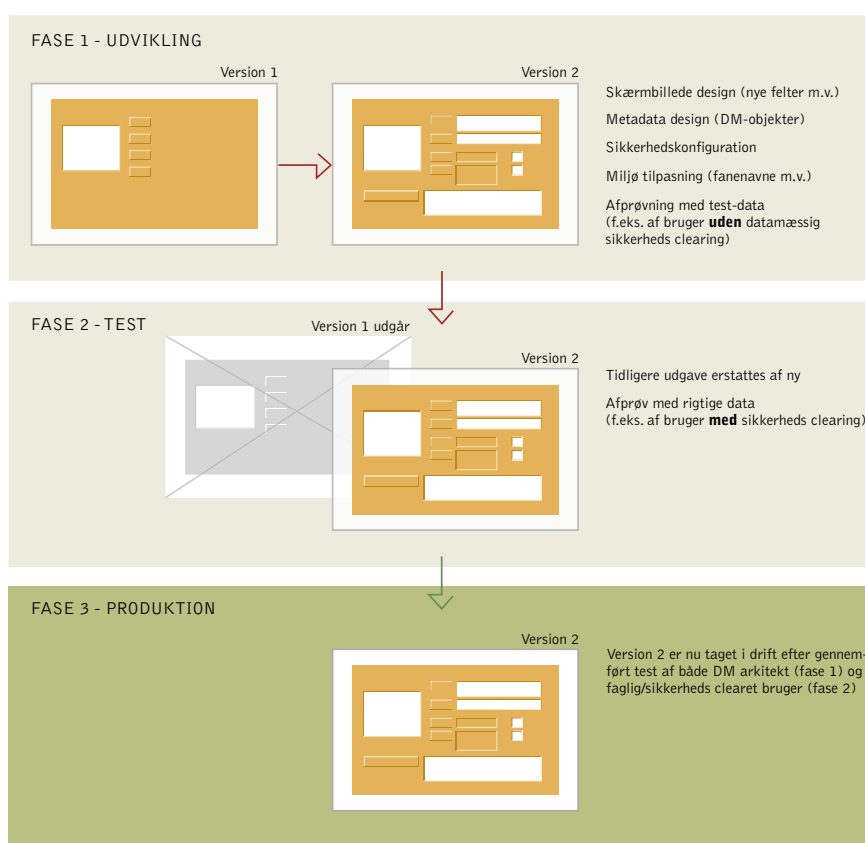 FASE 1 - UDVIKLING
Version 1
Version 2
Skærmbillede design (nye felter m.v.)
Metadata design (DM-objekter)
Sikkerhedskonfiguration
Miljø tilpasning (fanenavne m.v.)
Afprøvning med test-data
(f.eks. af bruger uden datamæssig
sikkerheds clearing)
FASE 2 - TEST
Version 1 udgår
Version 2
Tidligere udgave erstattes af ny
Afprøv med rigtige data
(f.eks. af bruger med sikkerheds clearing)
FASE 3 - PRODUKTION
Version 2
Version 2 er nu taget i drift efter gennem-
ført test af både DM arkitekt (fase 1) og
faglig/sikkerheds clearet bruger (fase 2)